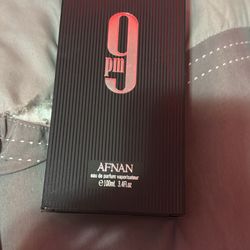 9
pm
AFNAN
eau de parfum vaporisateur
℮100ml. 3.4fl.oz